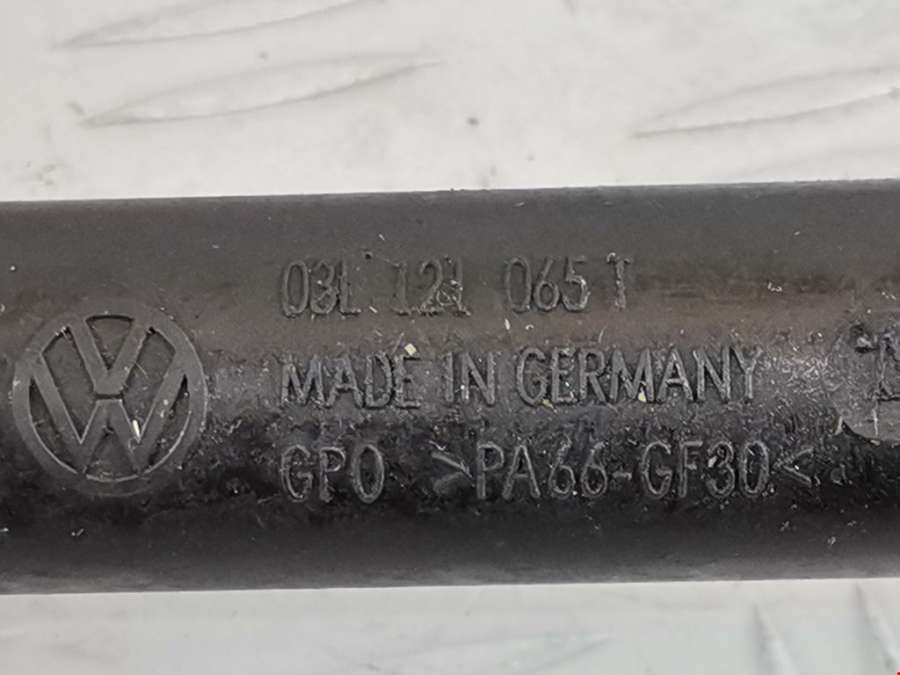 03L 121 065 T
MADE IN GERMANY
GPO >PA66-GF30<